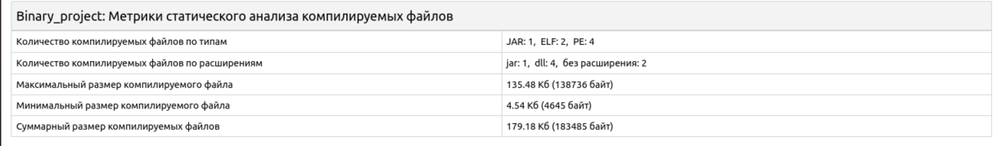 Binary_project: Метрики статического анализа компилируемых файлов
Количество компилируемых файлов по типам JAR: 1, ELF: 2, PE: 4
Количество компилируемых файлов по расширениям jar: 1, dll: 4, без расширения: 2
Максимальный размер компилируемого файла 135.48 Кб (138736 байт)
Минимальный размер компилируемого файла 4.54 Кб (4645 байт)
Суммарный размер компилируемых файлов 179.18 Кб (183485 байт)